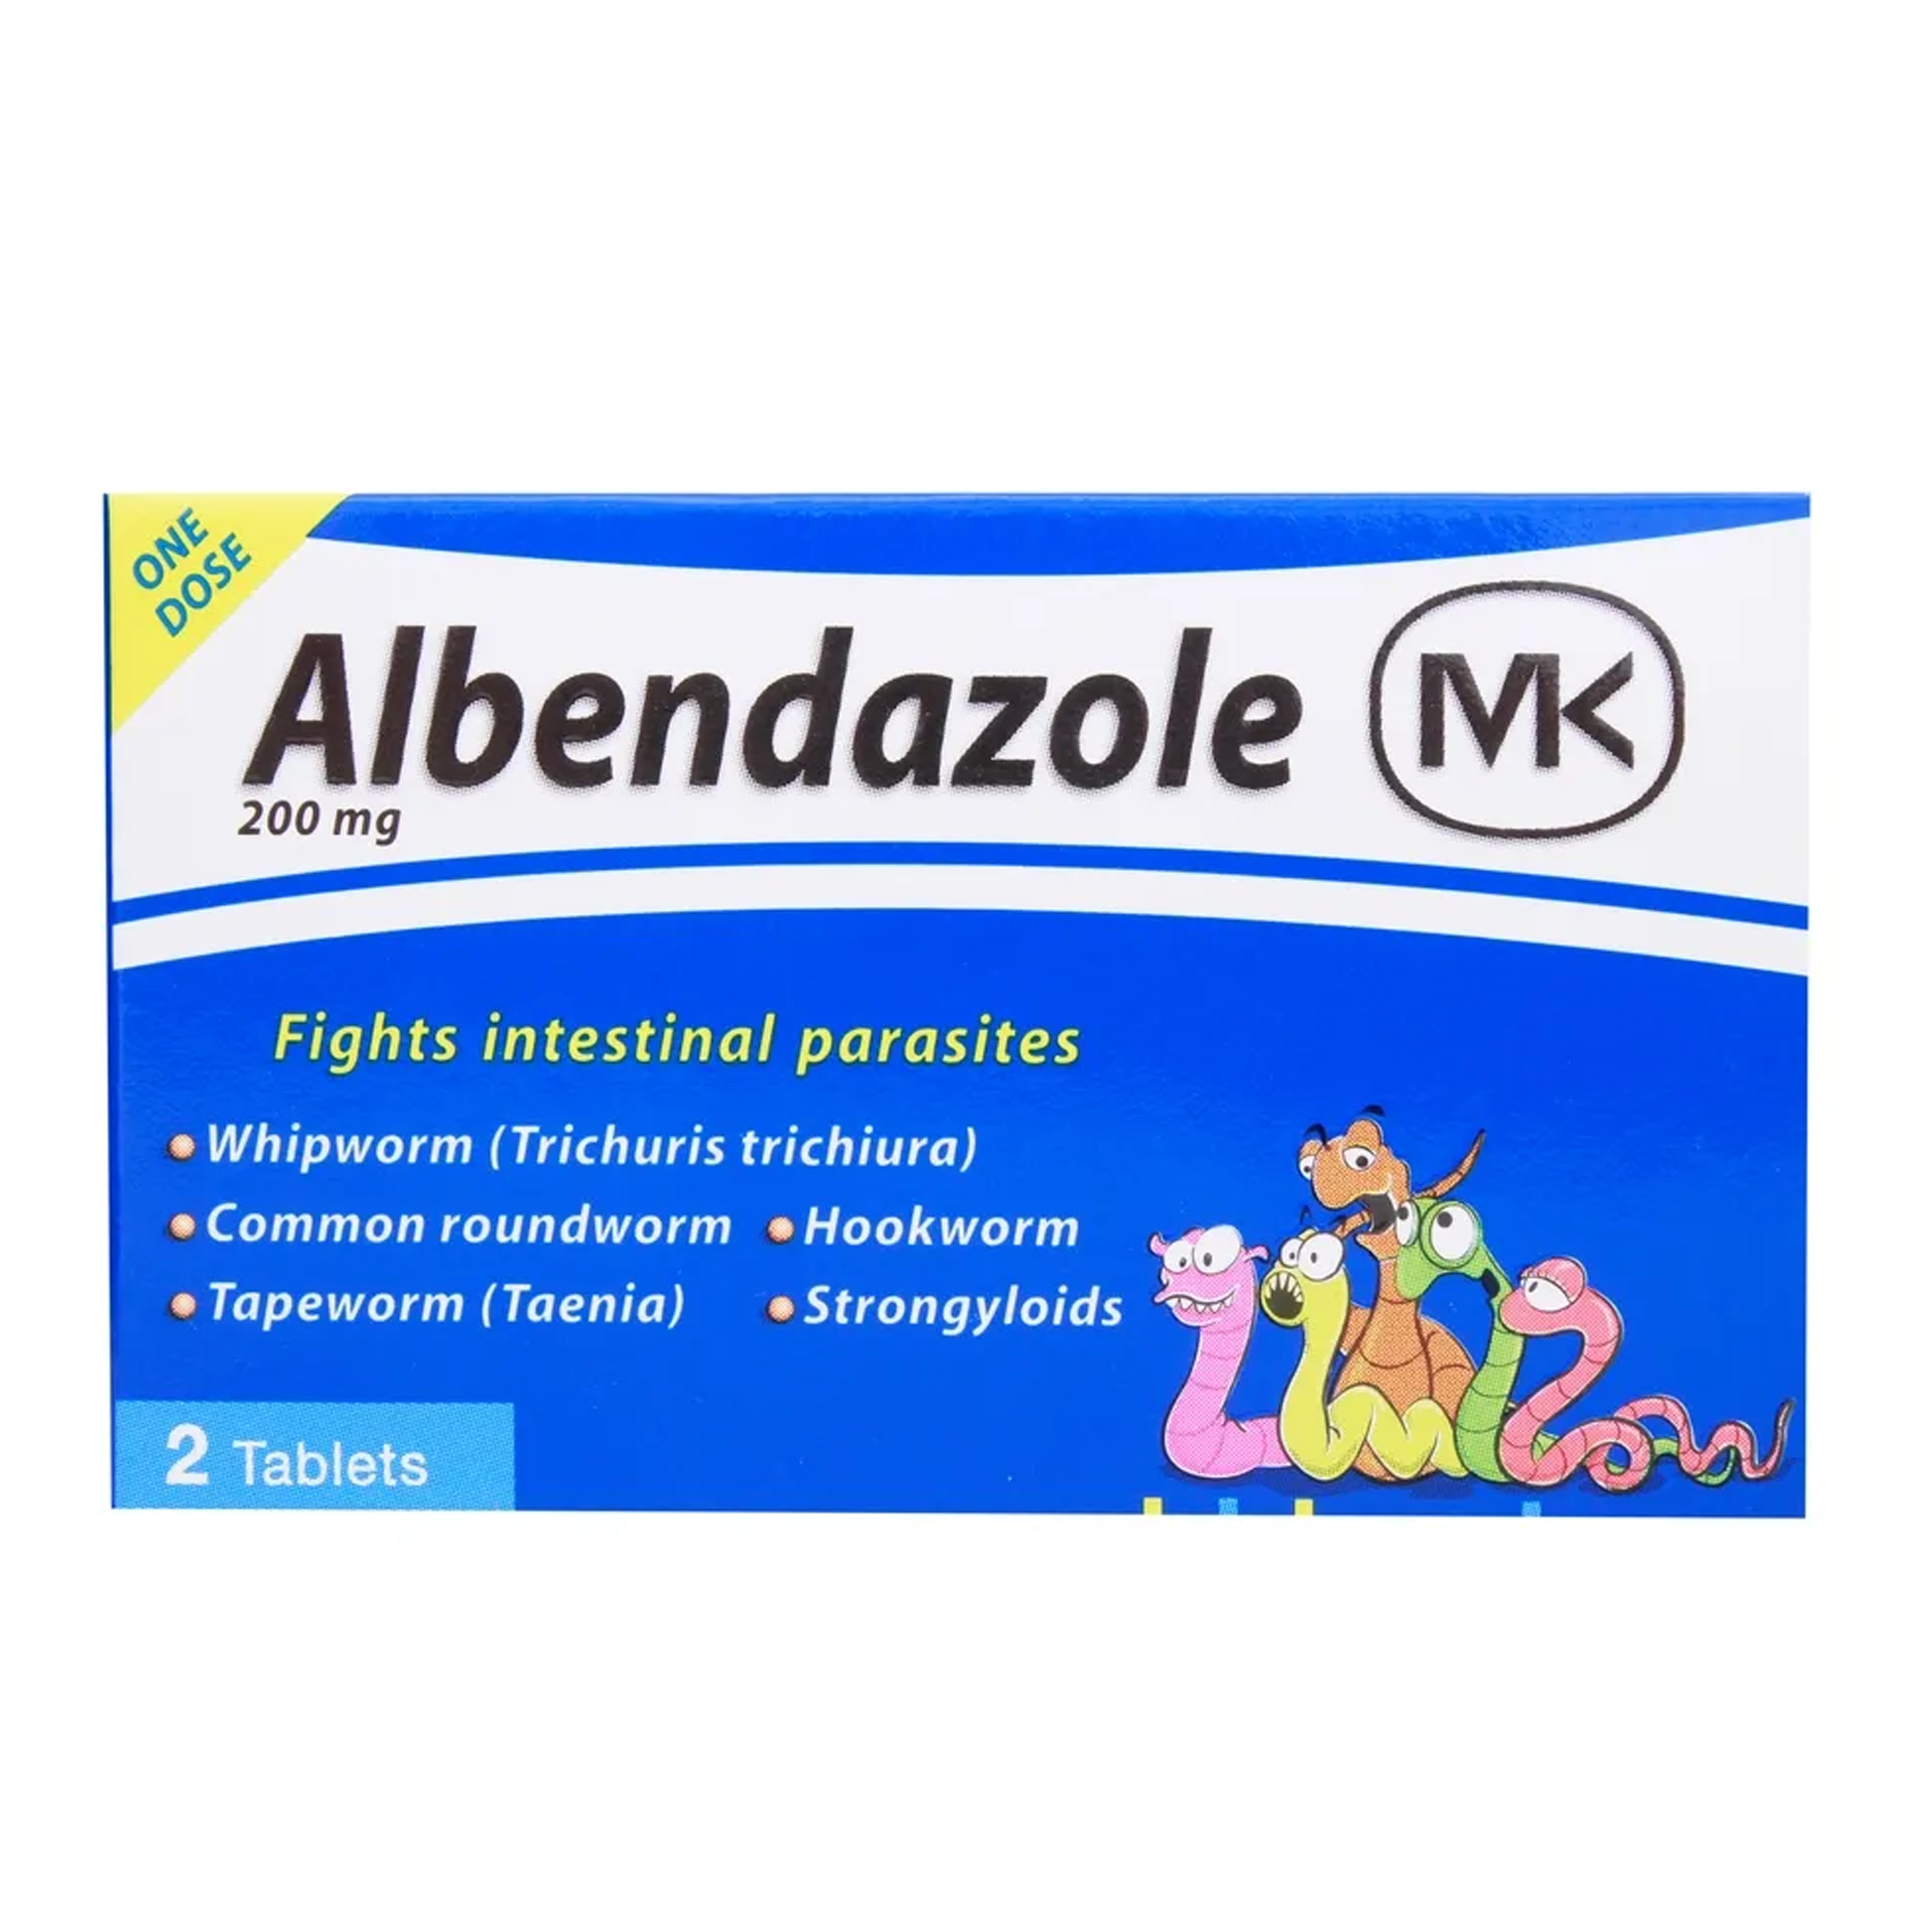 ONE
DOSE
Albendazole MK
200 mg
Fights intestinal parasites
Whipworm (Trichuris trichiura)
Common roundworm Hookworm
Tapeworm (Taenia) Strongyloids
2 Tablets